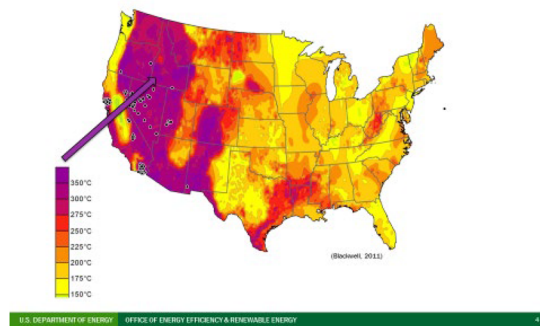 350°C
300°C
275°C
250°C
225°C
200°C
175°C
150°C
(Blackwell, 2011)
U.S. DEPARTMENT OF ENERGY OFFICE OF ENERGY EFFICIENCY & RENEWABLE ENERGY 4